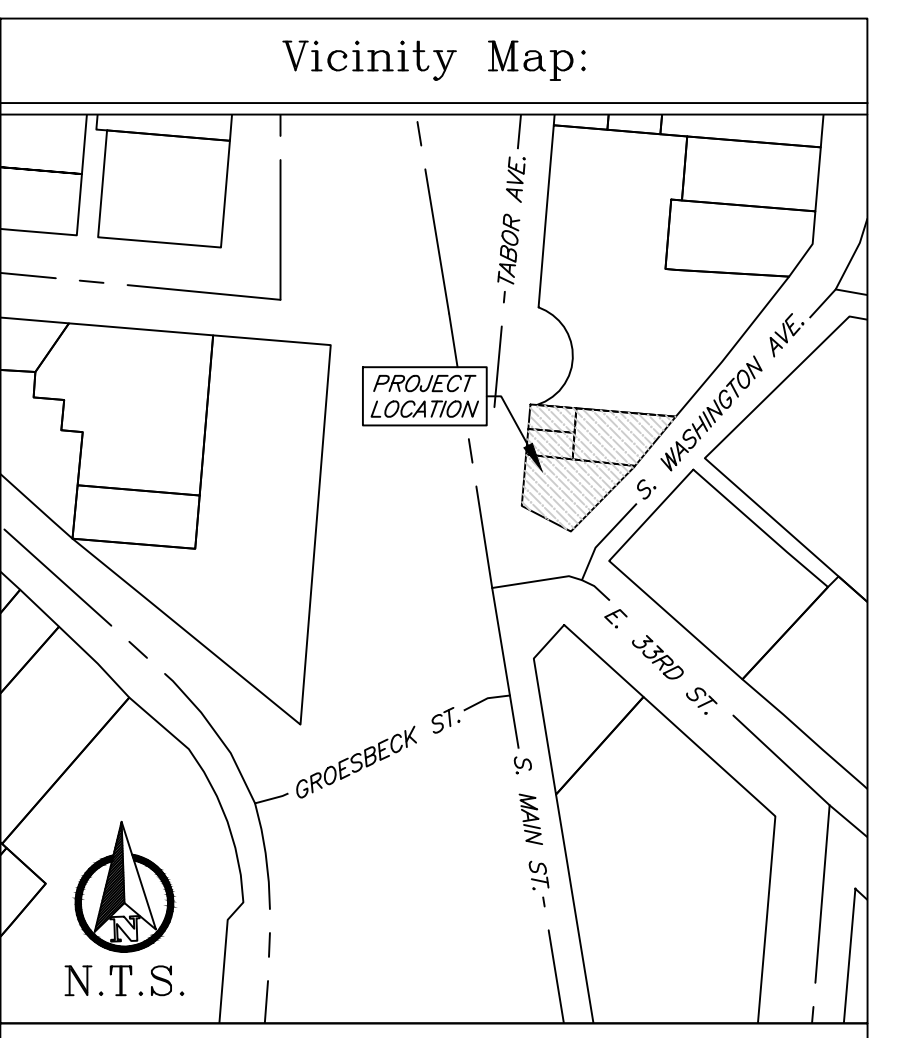 Vicinity Map:
TABOR AVE.
PROJECT
LOCATION
S. WASHINGTON AVE.
E. 33RD ST.
GROESBECK ST.
S. MAIN ST.
N
N.T.S.